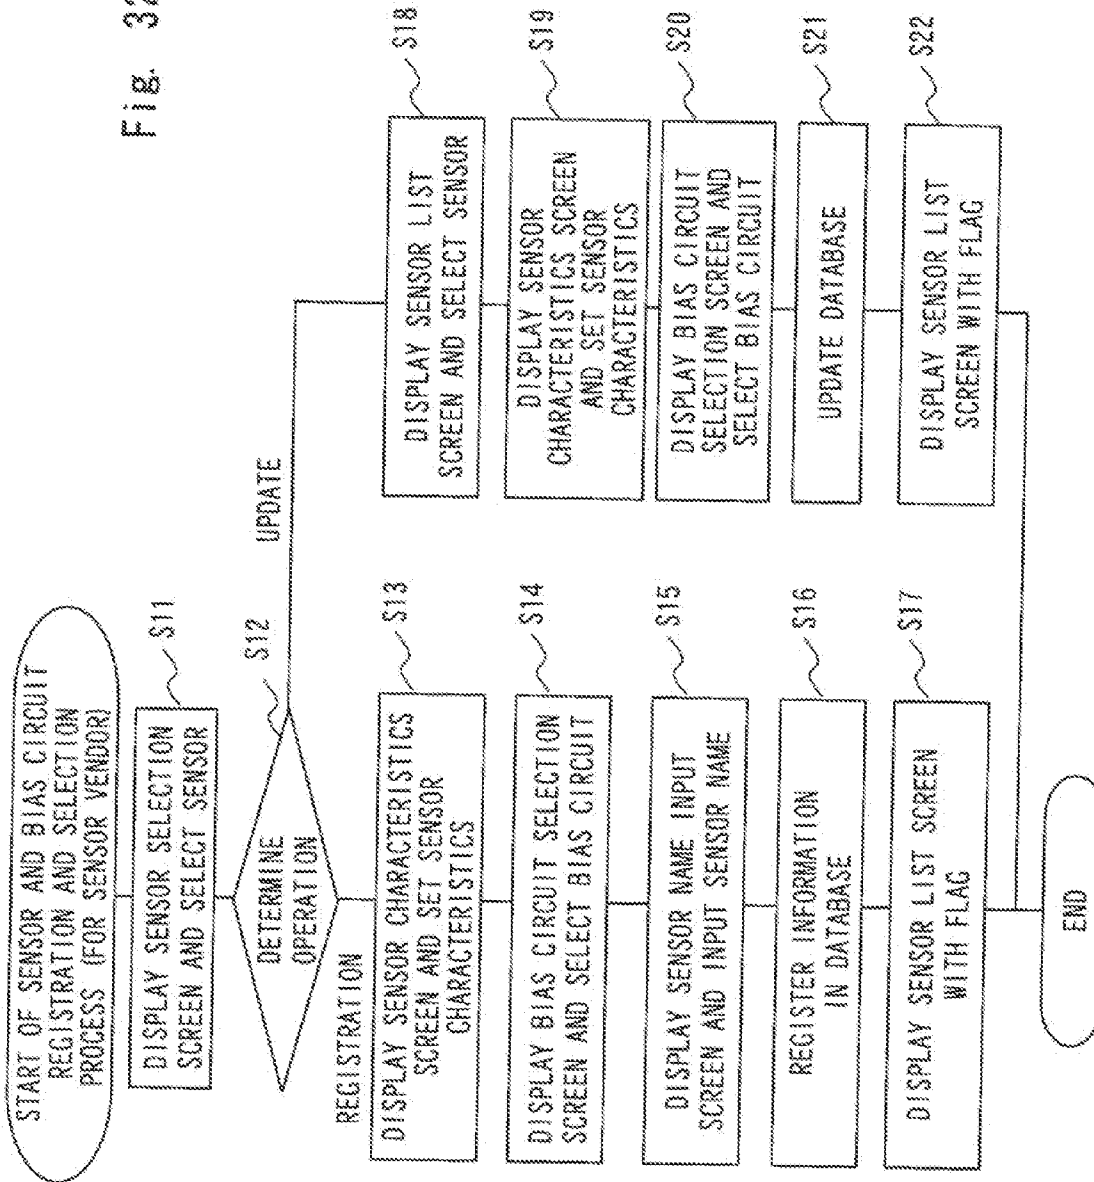 Fig. 32
START OF SENSOR AND BIAS CIRCUIT
REGISTRATION AND SELECTION
PROCESS (FOR SENSOR VENDOR)
DISPLAY SENSOR SELECTION
SCREEN AND SELECT SENSOR
S11
DETERMINE
OPERATION
S12
REGISTRATION
UPDATE
DISPLAY SENSOR CHARACTERISTICS
SCREEN AND SET SENSOR
CHARACTERISTICS
S13
DISPLAY BIAS CIRCUIT SELECTION
SCREEN AND SELECT BIAS CIRCUIT
S14
DISPLAY SENSOR NAME INPUT
SCREEN AND INPUT SENSOR NAME
S15
REGISTER INFORMATION
IN DATABASE
S16
DISPLAY SENSOR LIST SCREEN
WITH FLAG
S17
DISPLAY SENSOR LIST
SCREEN AND SELECT SENSOR
S18
DISPLAY SENSOR
CHARACTERISTICS SCREEN
AND SET SENSOR
CHARACTERISTICS
S19
DISPLAY BIAS CIRCUIT
SELECTION SCREEN AND
SELECT BIAS CIRCUIT
S20
UPDATE DATABASE
S21
DISPLAY SENSOR LIST
SCREEN WITH FLAG
S22
END